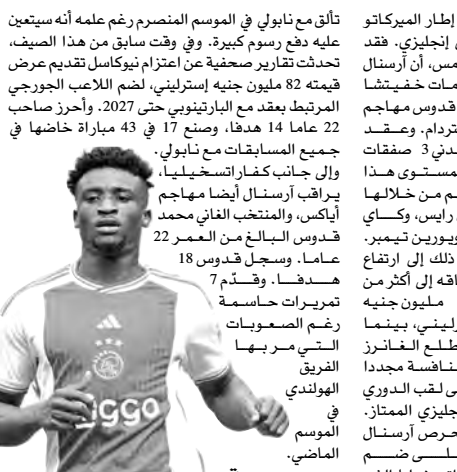 إطار الميركاتو
إنجليزي. فقد
مس، أن آرسنال
مات خفيتشا
قدوس مهاجم
تردام. وعقد
دني 3 صفقات
مستوى هذا
م من خلالها
رايس، وكاي
ويورين تيمبر.
ذلك إلى ارتفاع
اقه إلى أكثر من
مليون جنيه
رليني، بينما
طلع الغانرز
نافسة مجددا
ى لقب الدوري
جليزي الممتاز.
حرص آرسنال
لى ضم
تألق مع نابولي في الموسم المنصرم رغم علمه أنه سيتعين
عليه دفع رسوم كبيرة. وفي وقت سابق من هذا الصيف،
تحدثت تقارير صحفية عن اعتزام نيوكاسل تقديم عرض
قيمته 82 مليون جنيه إسترليني، لضم اللاعب الجورجي
المرتبط بعقد مع البارتينوبي حتى 2027. وأحرز صاحب
22 عاما 14 هدفا، وصنع 17 في 43 مباراة خاضها في
جميع المسابقات مع نابولي.
وإلى جانب كفاراتسخيليا،
يراقب آرسنال أيضا مهاجم
أياكس، والمنتخب الغاني محمد
قدوس البالغ من العمر 22
عاما. وسجل قدوس 18
هدفا. وقدّم 7
تمريرات حاسمة
رغم الصعوبات
التي مر بها
الفريق
الهولندي
في
الموسم
الماضي.
iggo